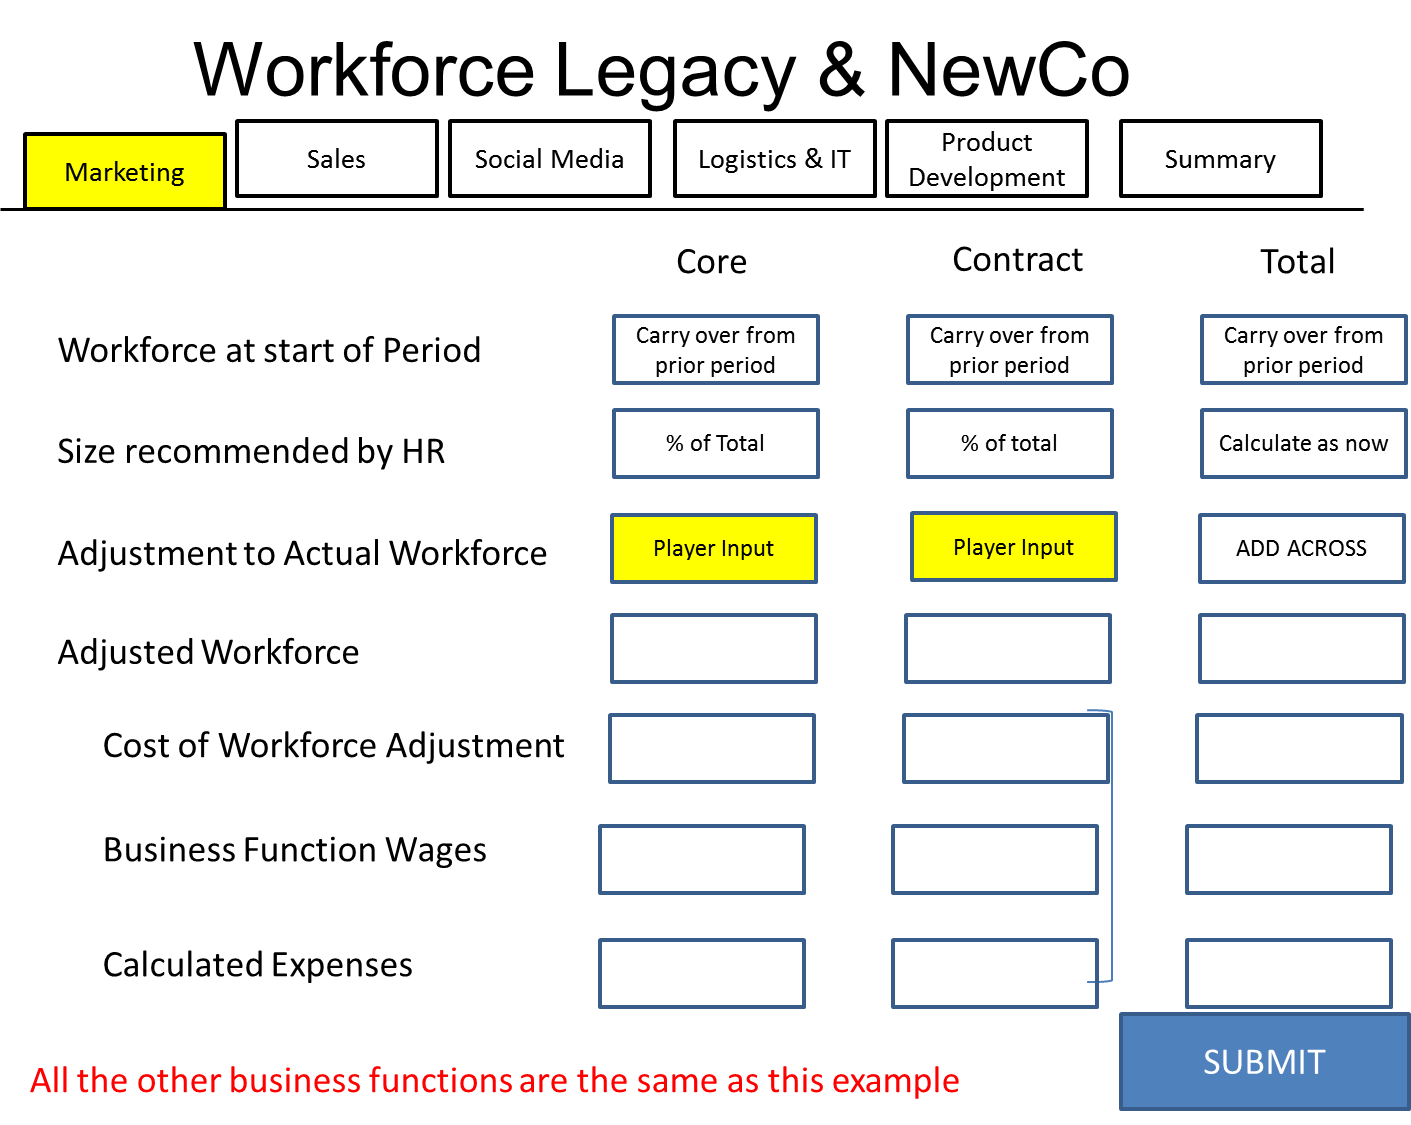 Workforce Legacy & NewCo
Marketing
Sales
Social Media
Logistics & IT
Product
Development
Summary
Core
Contract
Total
Workforce at start of Period
Carry over from
prior period
Carry over from
prior period
Carry over from
prior period
Size recommended by HR
% of Total
% of total
Calculate as now
Adjustment to Actual Workforce
Player Input
Player Input
ADD ACROSS
Adjusted Workforce
Cost of Workforce Adjustment
Business Function Wages
Calculated Expenses
SUBMIT
All the other business functions are the same as this example